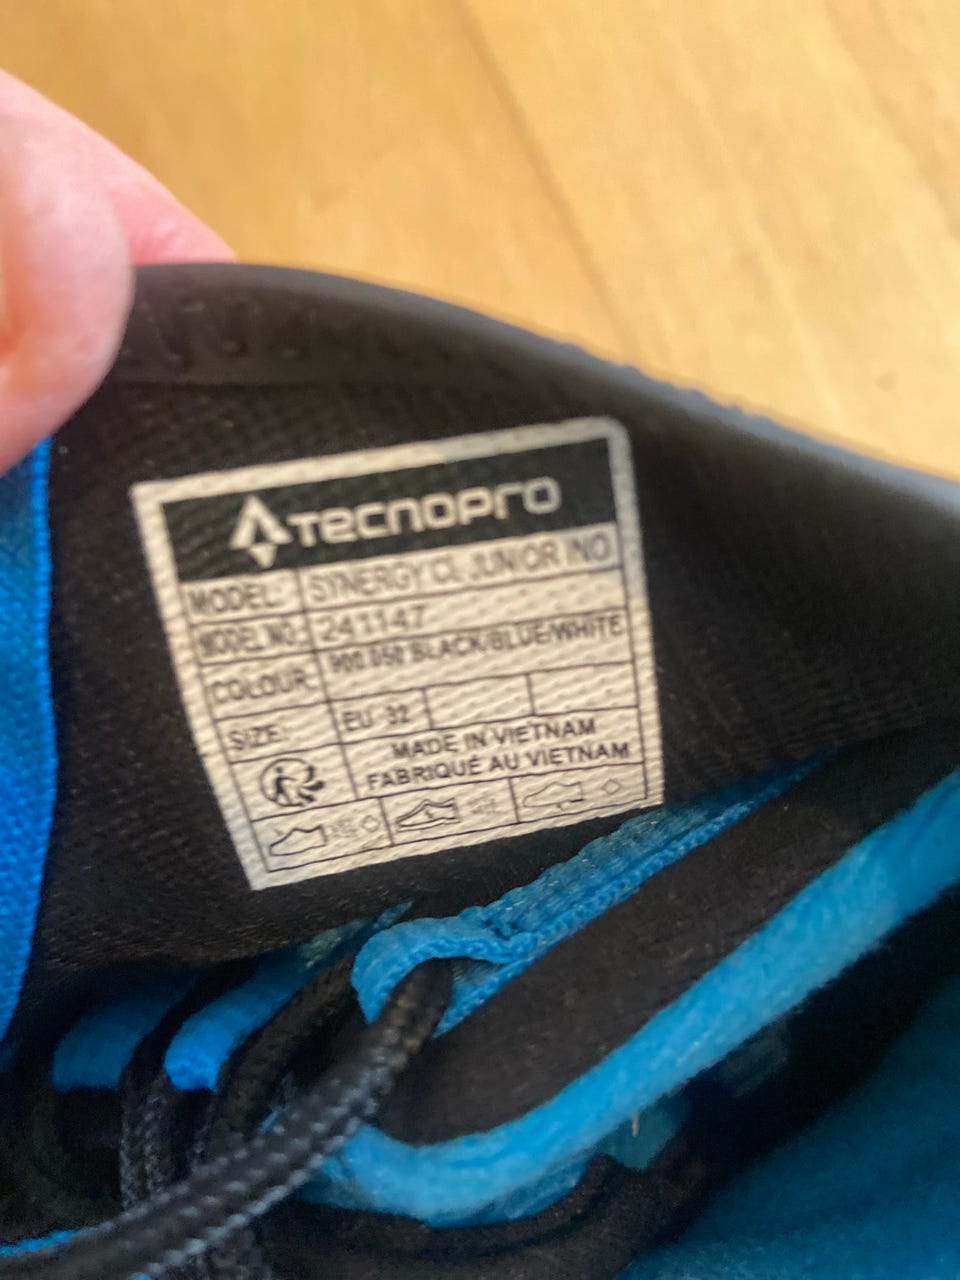 TECNOPRO
MODEL: SYNERGY CL JUNIOR IND
MODEL NO: 241147
COLOUR: 900.050 BLACK/BLUE/WHITE
SIZE: EU 32
MADE IN VIETNAM
FABRIQUÉ AU VIETNAM